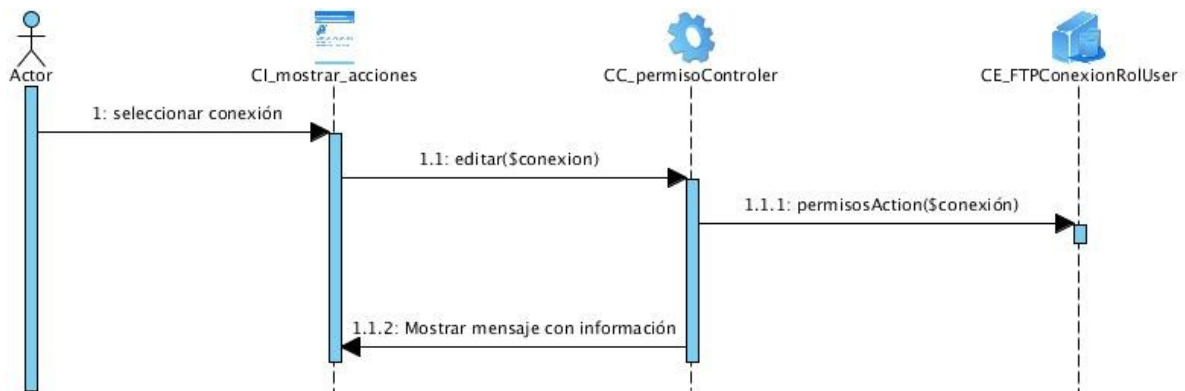 Actor
CI_mostrar_acciones
CC_permisoControler
CE_FTPConexionRolUser
1: seleccionar conexión
1.1: editar($conexion)
1.1.1: permisosAction($conexión)
1.1.2: Mostrar mensaje con información